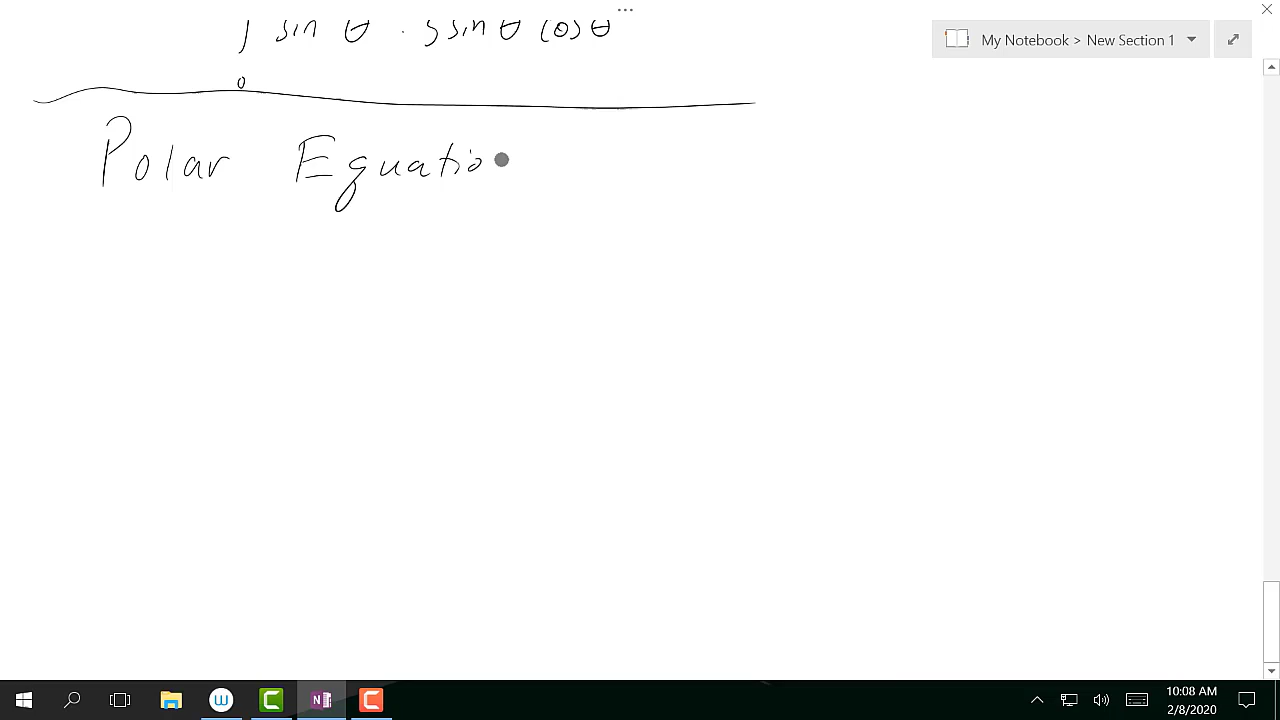 ∫ sin θ · 3 sin θ cos θ
0
My Notebook > New Section 1
Polar Equatio
10:08 AM
2/8/2020